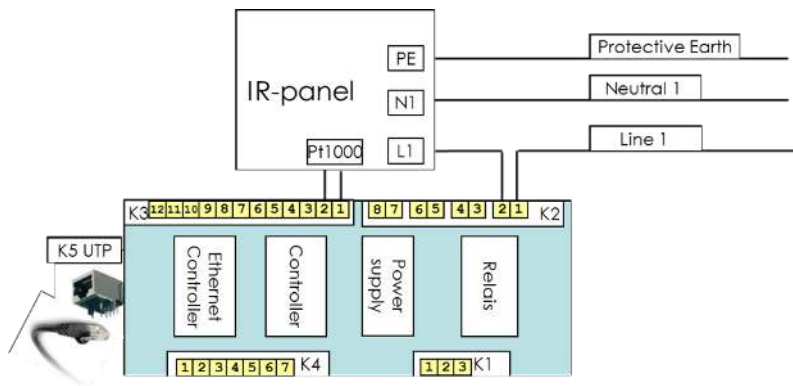 Protective Earth
PE
IR-panel
Neutral 1
N1
Line 1
L1
Pt1000
K3 12 11 10 9 8 7 6 5 4 3 2 1
8 7 6 5 4 3 2 1 K2
K5 UTP
Ethernet
Controller
Controller
Power
supply
Relais
1 2 3 4 5 6 7 K4
1 2 3 K1